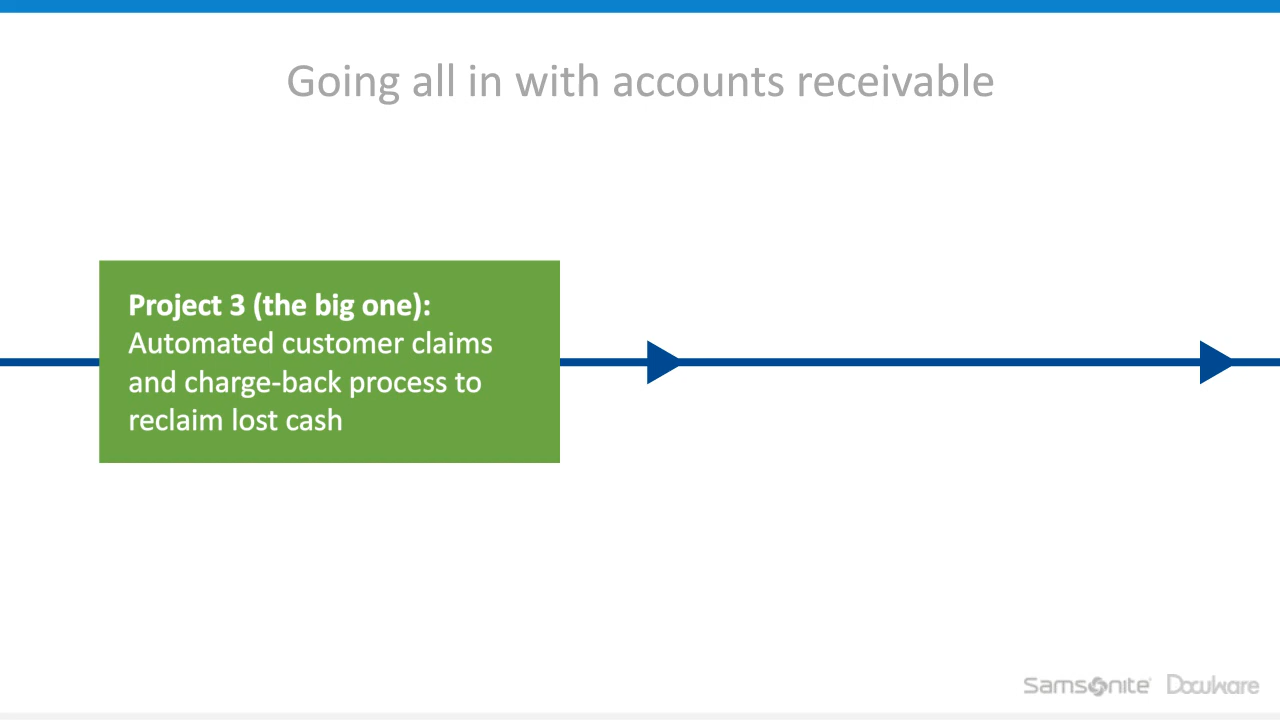 Going all in with accounts receivable
Project 3 (the big one):
Automated customer claims
and charge-back process to
reclaim lost cash
Samsonite DocuWare